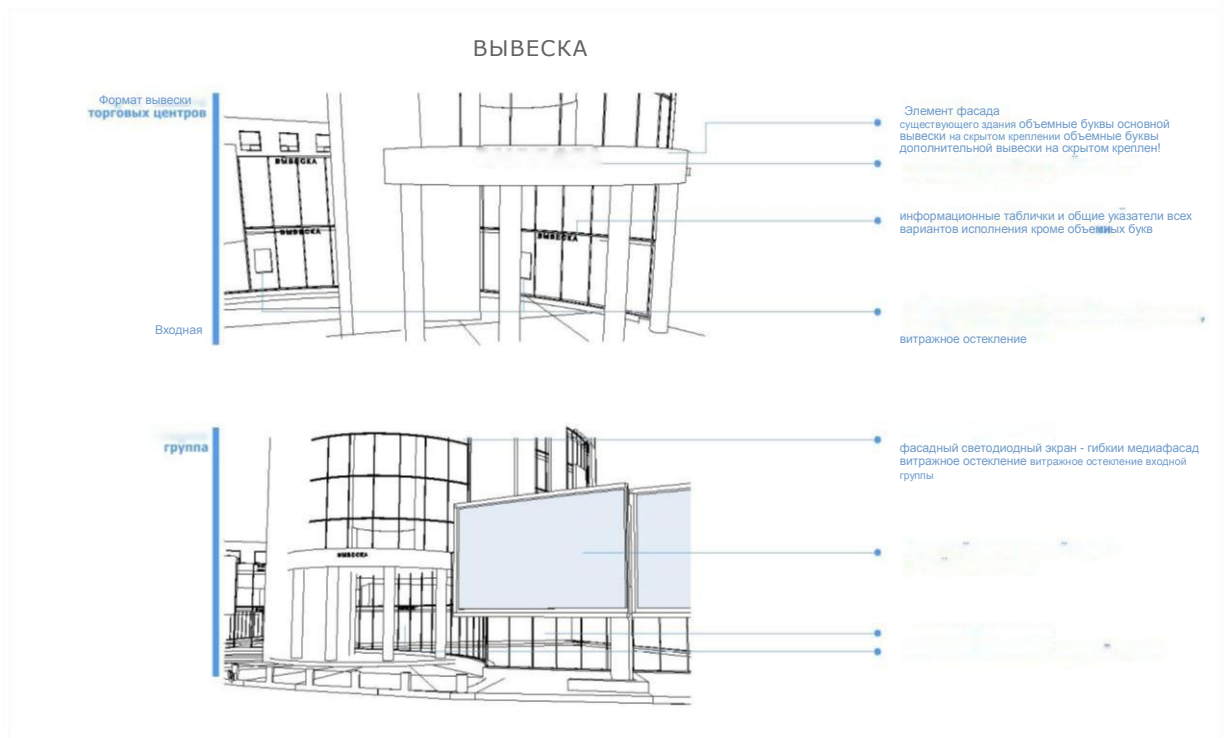 ВЫВЕСКА
Формат вывески
торговых центров
Элемент фасада
существующего здания объемные буквы основной
вывески на скрытом креплении объемные буквы
дополнительной вывески на скрытом креплен!
ВЫВЕСКА
ВЫВЕСКА
ВЫВЕСКА
информационные таблички и общие указатели всех
вариантов исполнения кроме объемных букв
Входная
витражное остекление
группа
фасадный светодиодный экран - гибкии медиафасад
витражное остекление витражное остекление входной
группы
ВЫВЕСКА